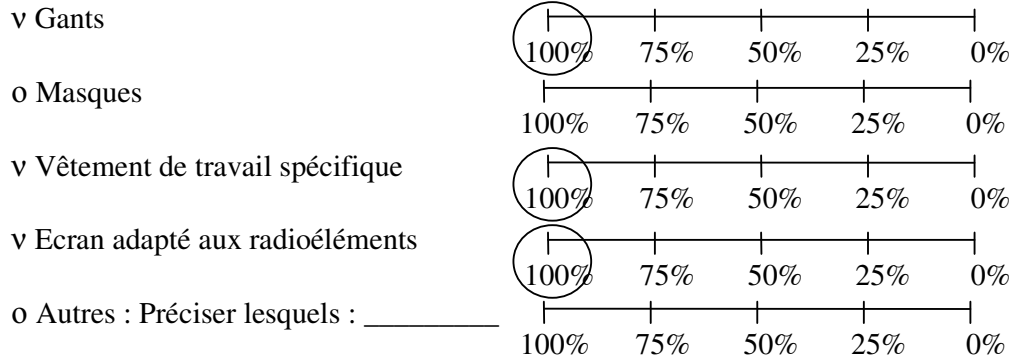 ν Gants
100% 75% 50% 25% 0%
o Masques
100% 75% 50% 25% 0%
ν Vêtement de travail spécifique
100% 75% 50% 25% 0%
ν Ecran adapté aux radioéléments
100% 75% 50% 25% 0%
o Autres : Préciser lesquels : _________
100% 75% 50% 25% 0%